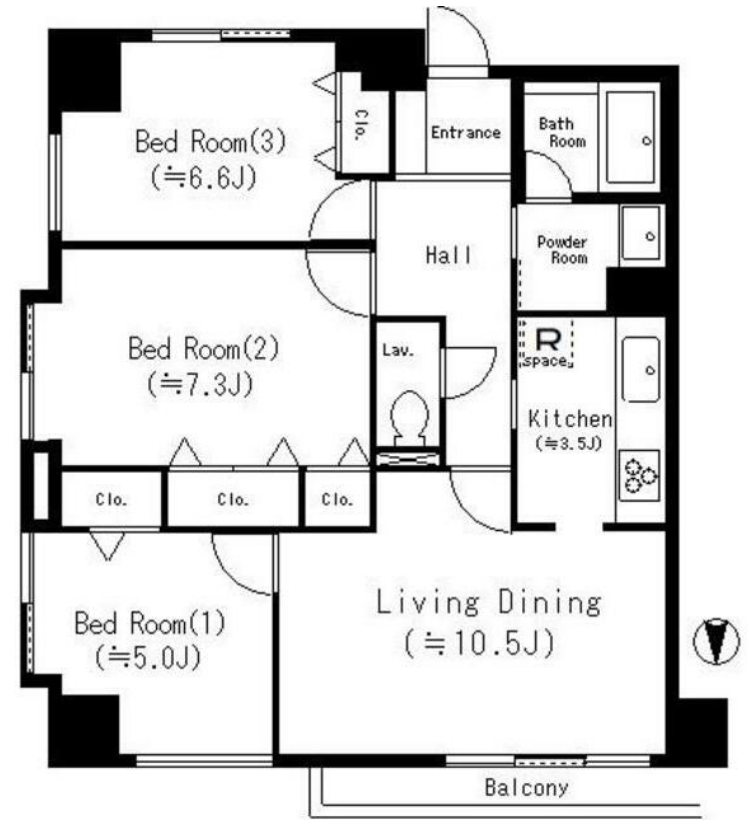 Bed Room(3)
(≒6.6J)
Clo.
Entrance
Bath
Room
Hall
Powder
Room
Bed Room(2)
(≒7.3J)
Lav.
R
space
Kitchen
(≒3.5J)
Clo.
Clo.
Clo.
Bed Room(1)
(≒5.0J)
Living Dining
(≒10.5J)
Balcony